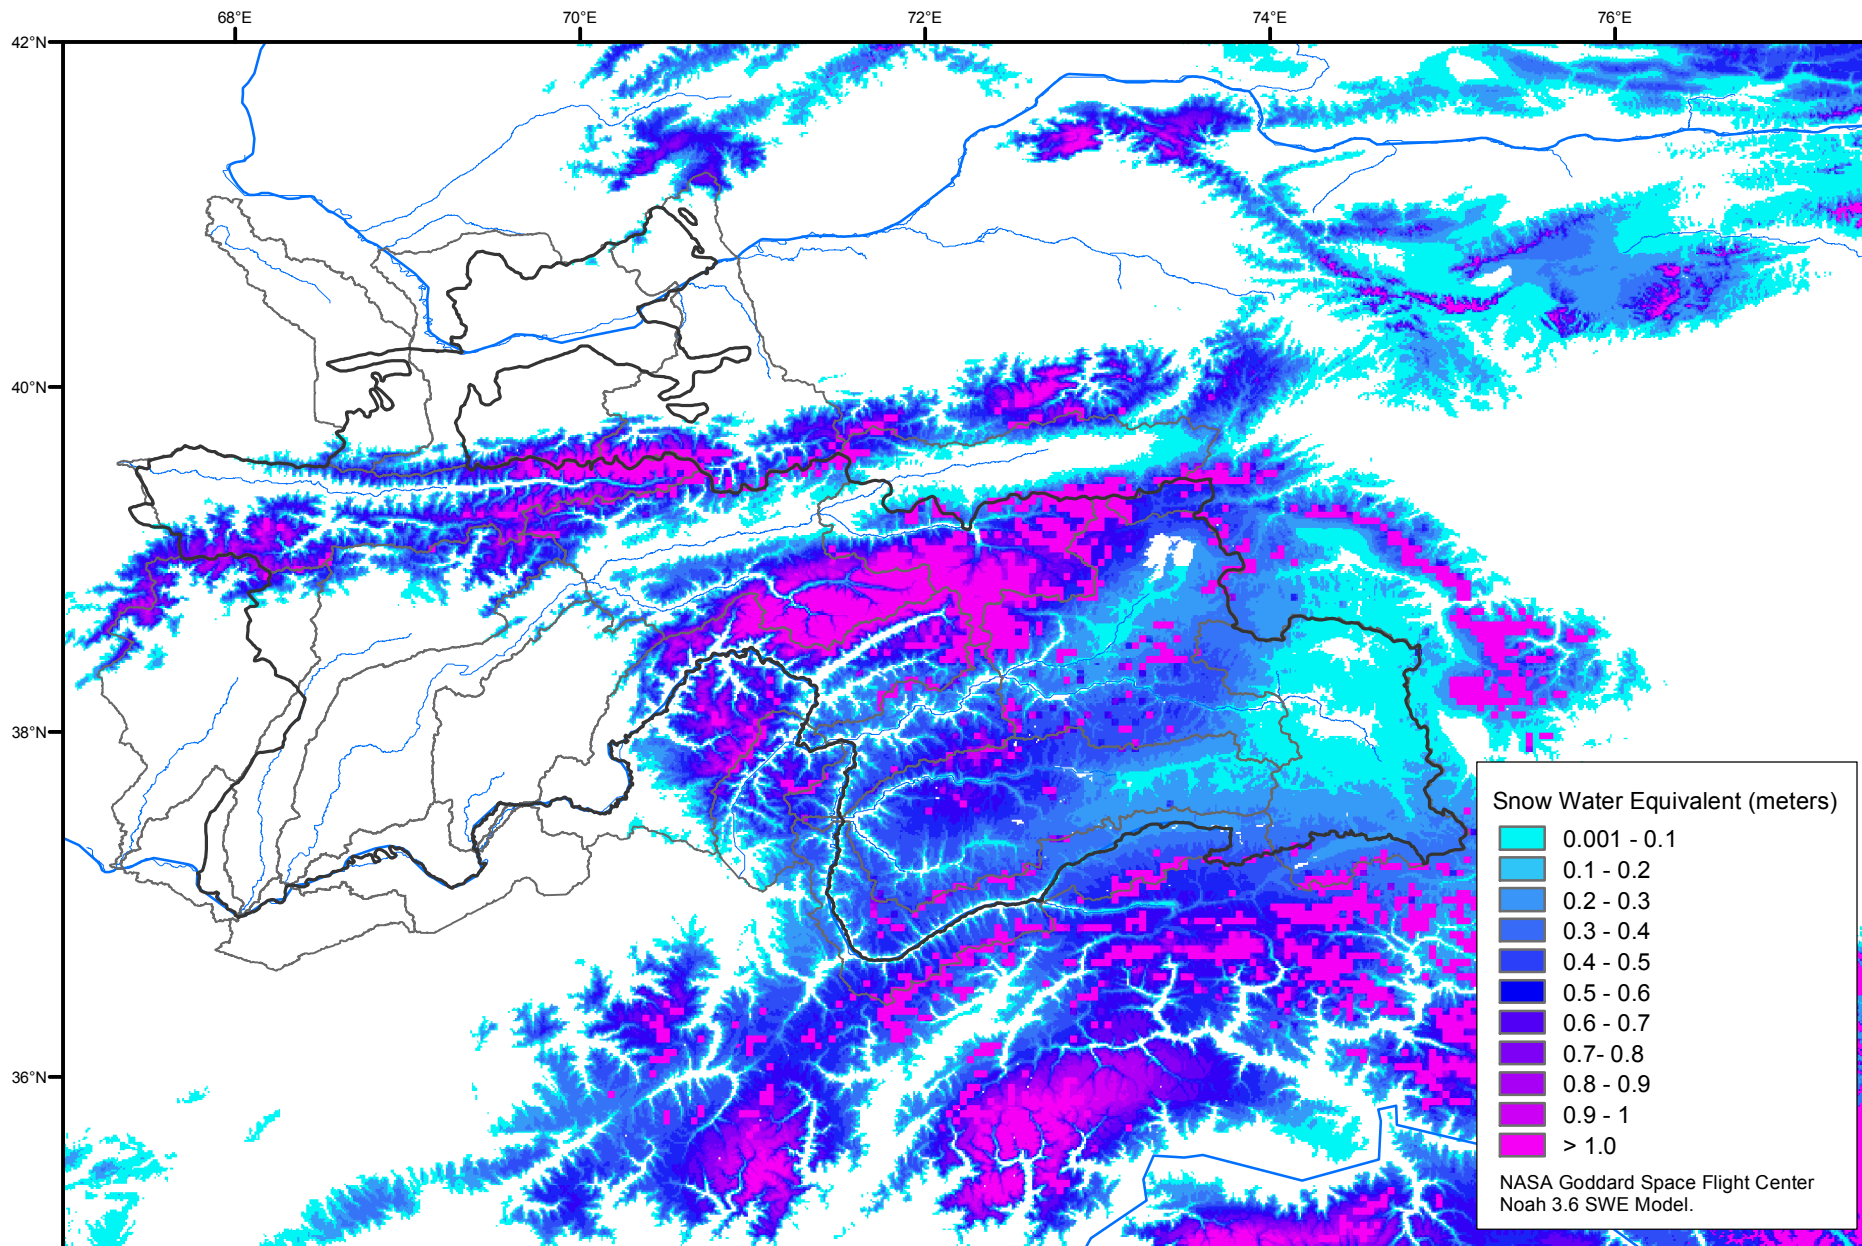 68°E
70°E
72°E
74°E
76°E
42°N
40°N
38°N
36°N
Snow Water Equivalent (meters)
0.001 - 0.1
0.1 - 0.2
0.2 - 0.3
0.3 - 0.4
0.4 - 0.5
0.5 - 0.6
0.6 - 0.7
0.7- 0.8
0.8 - 0.9
0.9 - 1
> 1.0
NASA Goddard Space Flight Center
Noah 3.6 SWE Model.